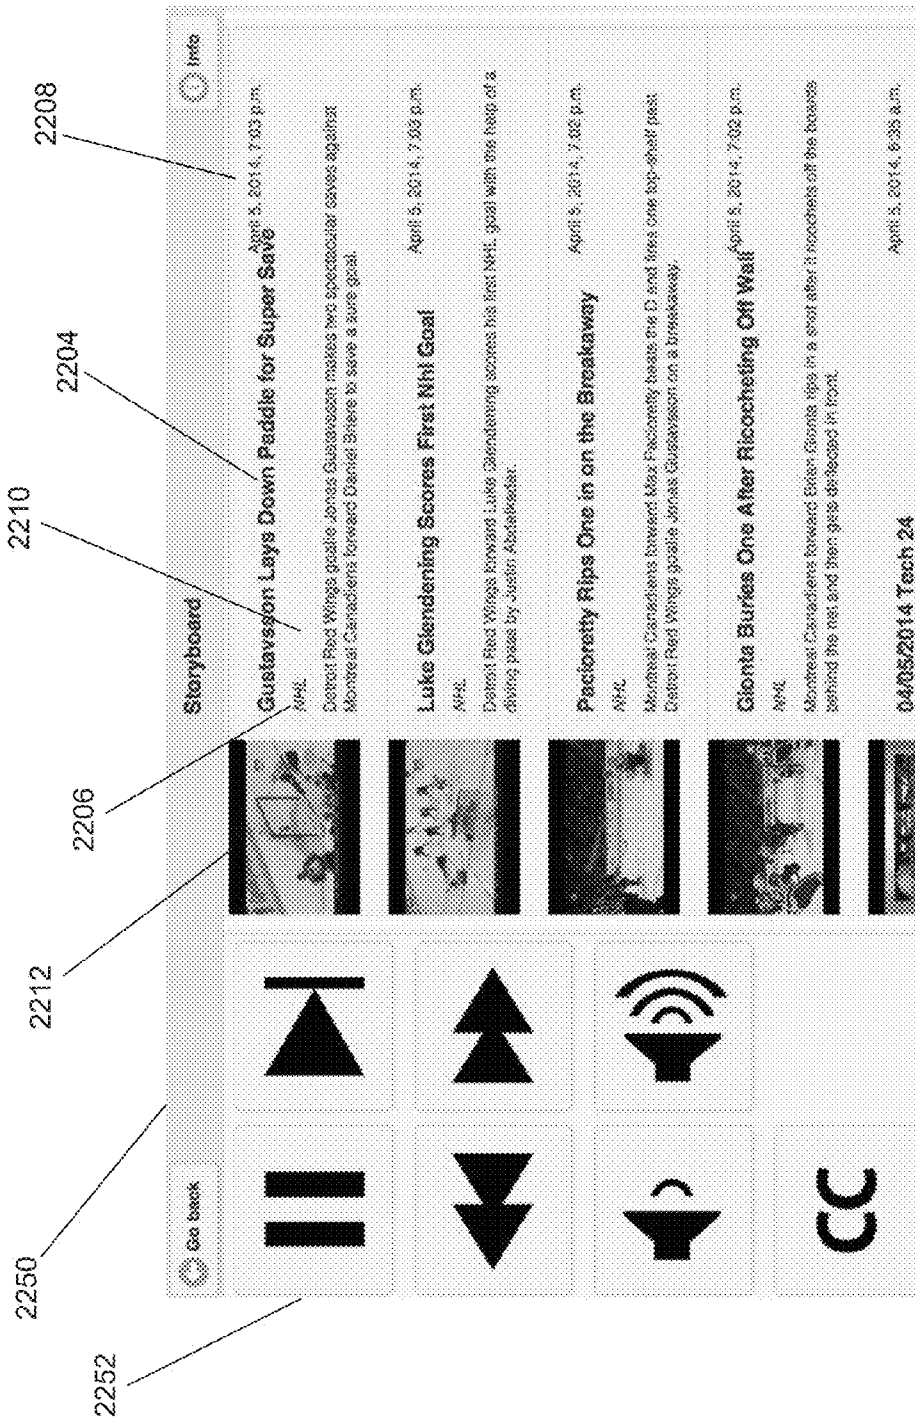 2250
2252
2212
2206
2210
2204
2208
Go back
Storyboard
Info
Gustavsson Lays Down Paddle for Super Save
April 5, 2014, 7:03 p.m.
NHL
Detroit Red Wings goalie Jonas Gustavsson makes two spectacular saves against
Montreal Canadiens forward Daniel Briere to save a sure goal.
Luke Glendening Scores First Nhl Goal
April 5, 2014, 7:03 p.m.
NHL
Detroit Red Wings forward Luke Glendening scores his first NHL goal with the help of a
diving pass by Justin Abdelkader.
Pacioretty Rips One in on the Breakaway
April 5, 2014, 7:02 p.m.
NHL
Montreal Canadiens forward Max Pacioretty beats the D and fires one top-shelf past
Detroit Red Wings goalie Jonas Gustavsson on a breakaway.
Gionta Buries One After Ricocheting Off Wall
April 5, 2014, 7:02 p.m.
NHL
Montreal Canadiens forward Brian Gionta rips in a shot after it ricochets off the boards
behind the net and then gets deflected in front.
04/05/2014 Tech 24
April 5, 2014, 6:35 a.m.
CC